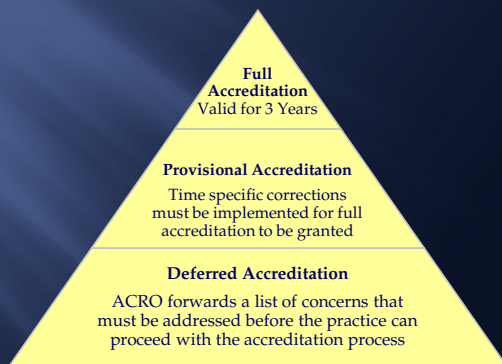 Full
Accreditation
Valid for 3 Years
Provisional Accreditation
Time specific corrections
must be implemented for full
accreditation to be granted
Deferred Accreditation
ACRO forwards a list of concerns that
must be addressed before the practice can
proceed with the accreditation process